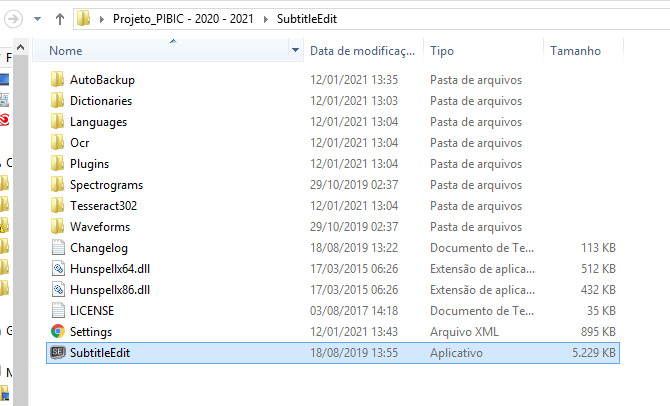 Projeto_PIBIC - 2020 - 2021 SubtitleEdit
Nome Data de modificaç... Tipo Tamanho
AutoBackup 12/01/2021 13:35 Pasta de arquivos
Dictionaries 12/01/2021 13:03 Pasta de arquivos
Languages 12/01/2021 13:04 Pasta de arquivos
Ocr 12/01/2021 13:04 Pasta de arquivos
Plugins 12/01/2021 13:04 Pasta de arquivos
Spectrograms 29/10/2019 02:37 Pasta de arquivos
Tesseract302 12/01/2021 13:04 Pasta de arquivos
Waveforms 29/10/2019 02:37 Pasta de arquivos
Changelog 18/08/2019 13:22 Documento de Te... 113 KB
Hunspellx64.dll 17/03/2015 06:26 Extensão de aplica... 512 KB
Hunspellx86.dll 17/03/2015 06:26 Extensão de aplica... 432 KB
LICENSE 03/08/2017 14:18 Documento de Te... 35 KB
Settings 12/01/2021 13:43 Arquivo XML 895 KB
SE SubtitleEdit 18/08/2019 13:55 Aplicativo 5.229 KB